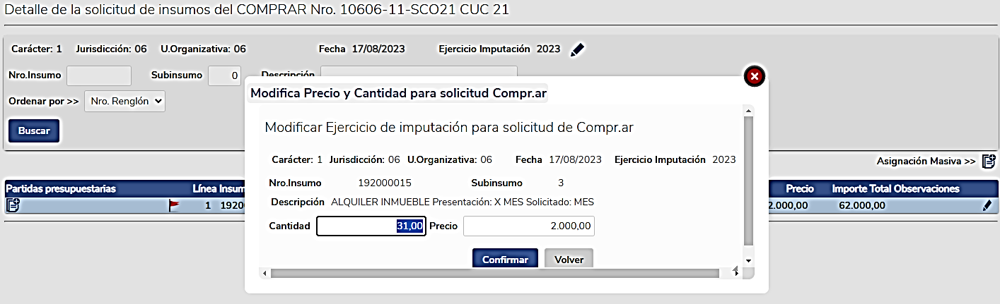 Detalle de la solicitud de insumos del COMPRAR Nro. 10606-11-SCO21 CUC 21
Carácter: 1 Jurisdicción: 06 U.Organizativa: 06 Fecha 17/08/2023 Ejercicio Imputación 2023
Nro.Insumo Subinsumo 0 Descripción
Ordenar por >> Nro. Renglón
Buscar
Modifica Precio y Cantidad para solicitud Compr.ar
Modificar Ejercicio de imputación para solicitud de Compr.ar
Carácter: 1 Jurisdicción: 06 U.Organizativa: 06 Fecha 17/08/2023 Ejercicio Imputación 2023
Nro.Insumo 192000015 Subinsumo 3
Descripción ALQUILER INMUEBLE Presentación: X MES Solicitado: MES
Cantidad 31,00 Precio 2.000,00
Confirmar Volver
Asignación Masiva >>
Partidas presupuestarias Línea Insum Precio Importe Total Observaciones
1 1920 2.000,00 62.000,00